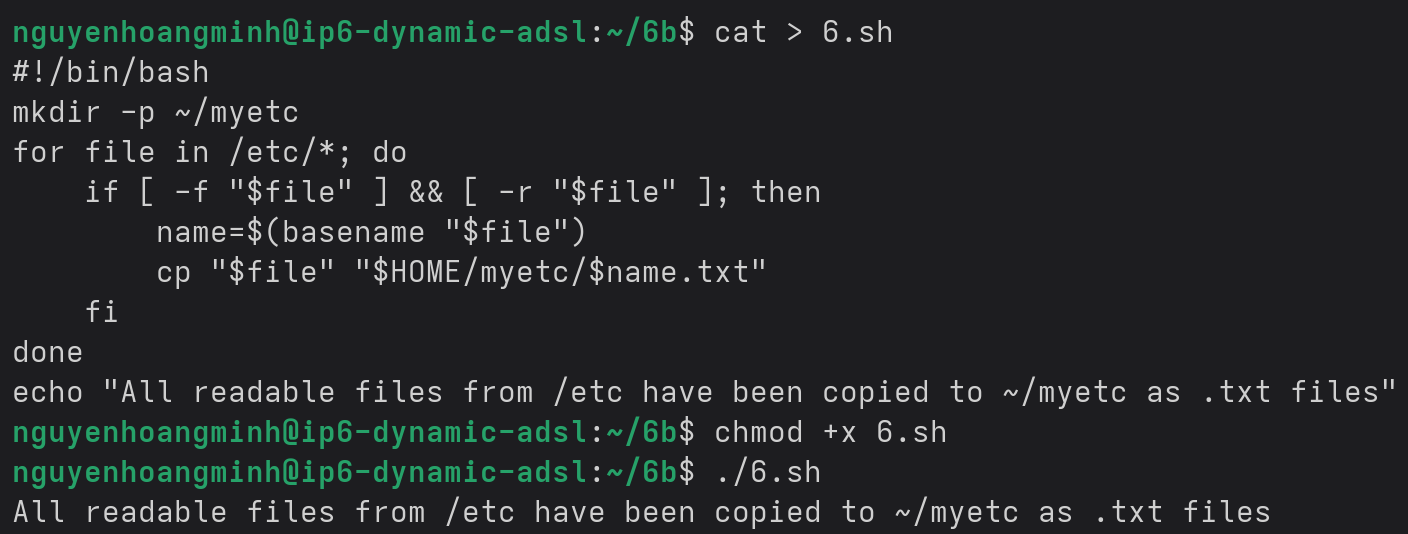 nguyenhoangminh@ip6-dynamic-adsl:~/6b$ cat > 6.sh
#!/bin/bash
mkdir -p ~/myetc
for file in /etc/*; do
    if [ -f "$file" ] && [ -r "$file" ]; then
        name=$(basename "$file")
        cp "$file" "$HOME/myetc/$name.txt"
    fi
done
echo "All readable files from /etc have been copied to ~/myetc as .txt files"
nguyenhoangminh@ip6-dynamic-adsl:~/6b$ chmod +x 6.sh
nguyenhoangminh@ip6-dynamic-adsl:~/6b$ ./6.sh
All readable files from /etc have been copied to ~/myetc as .txt files